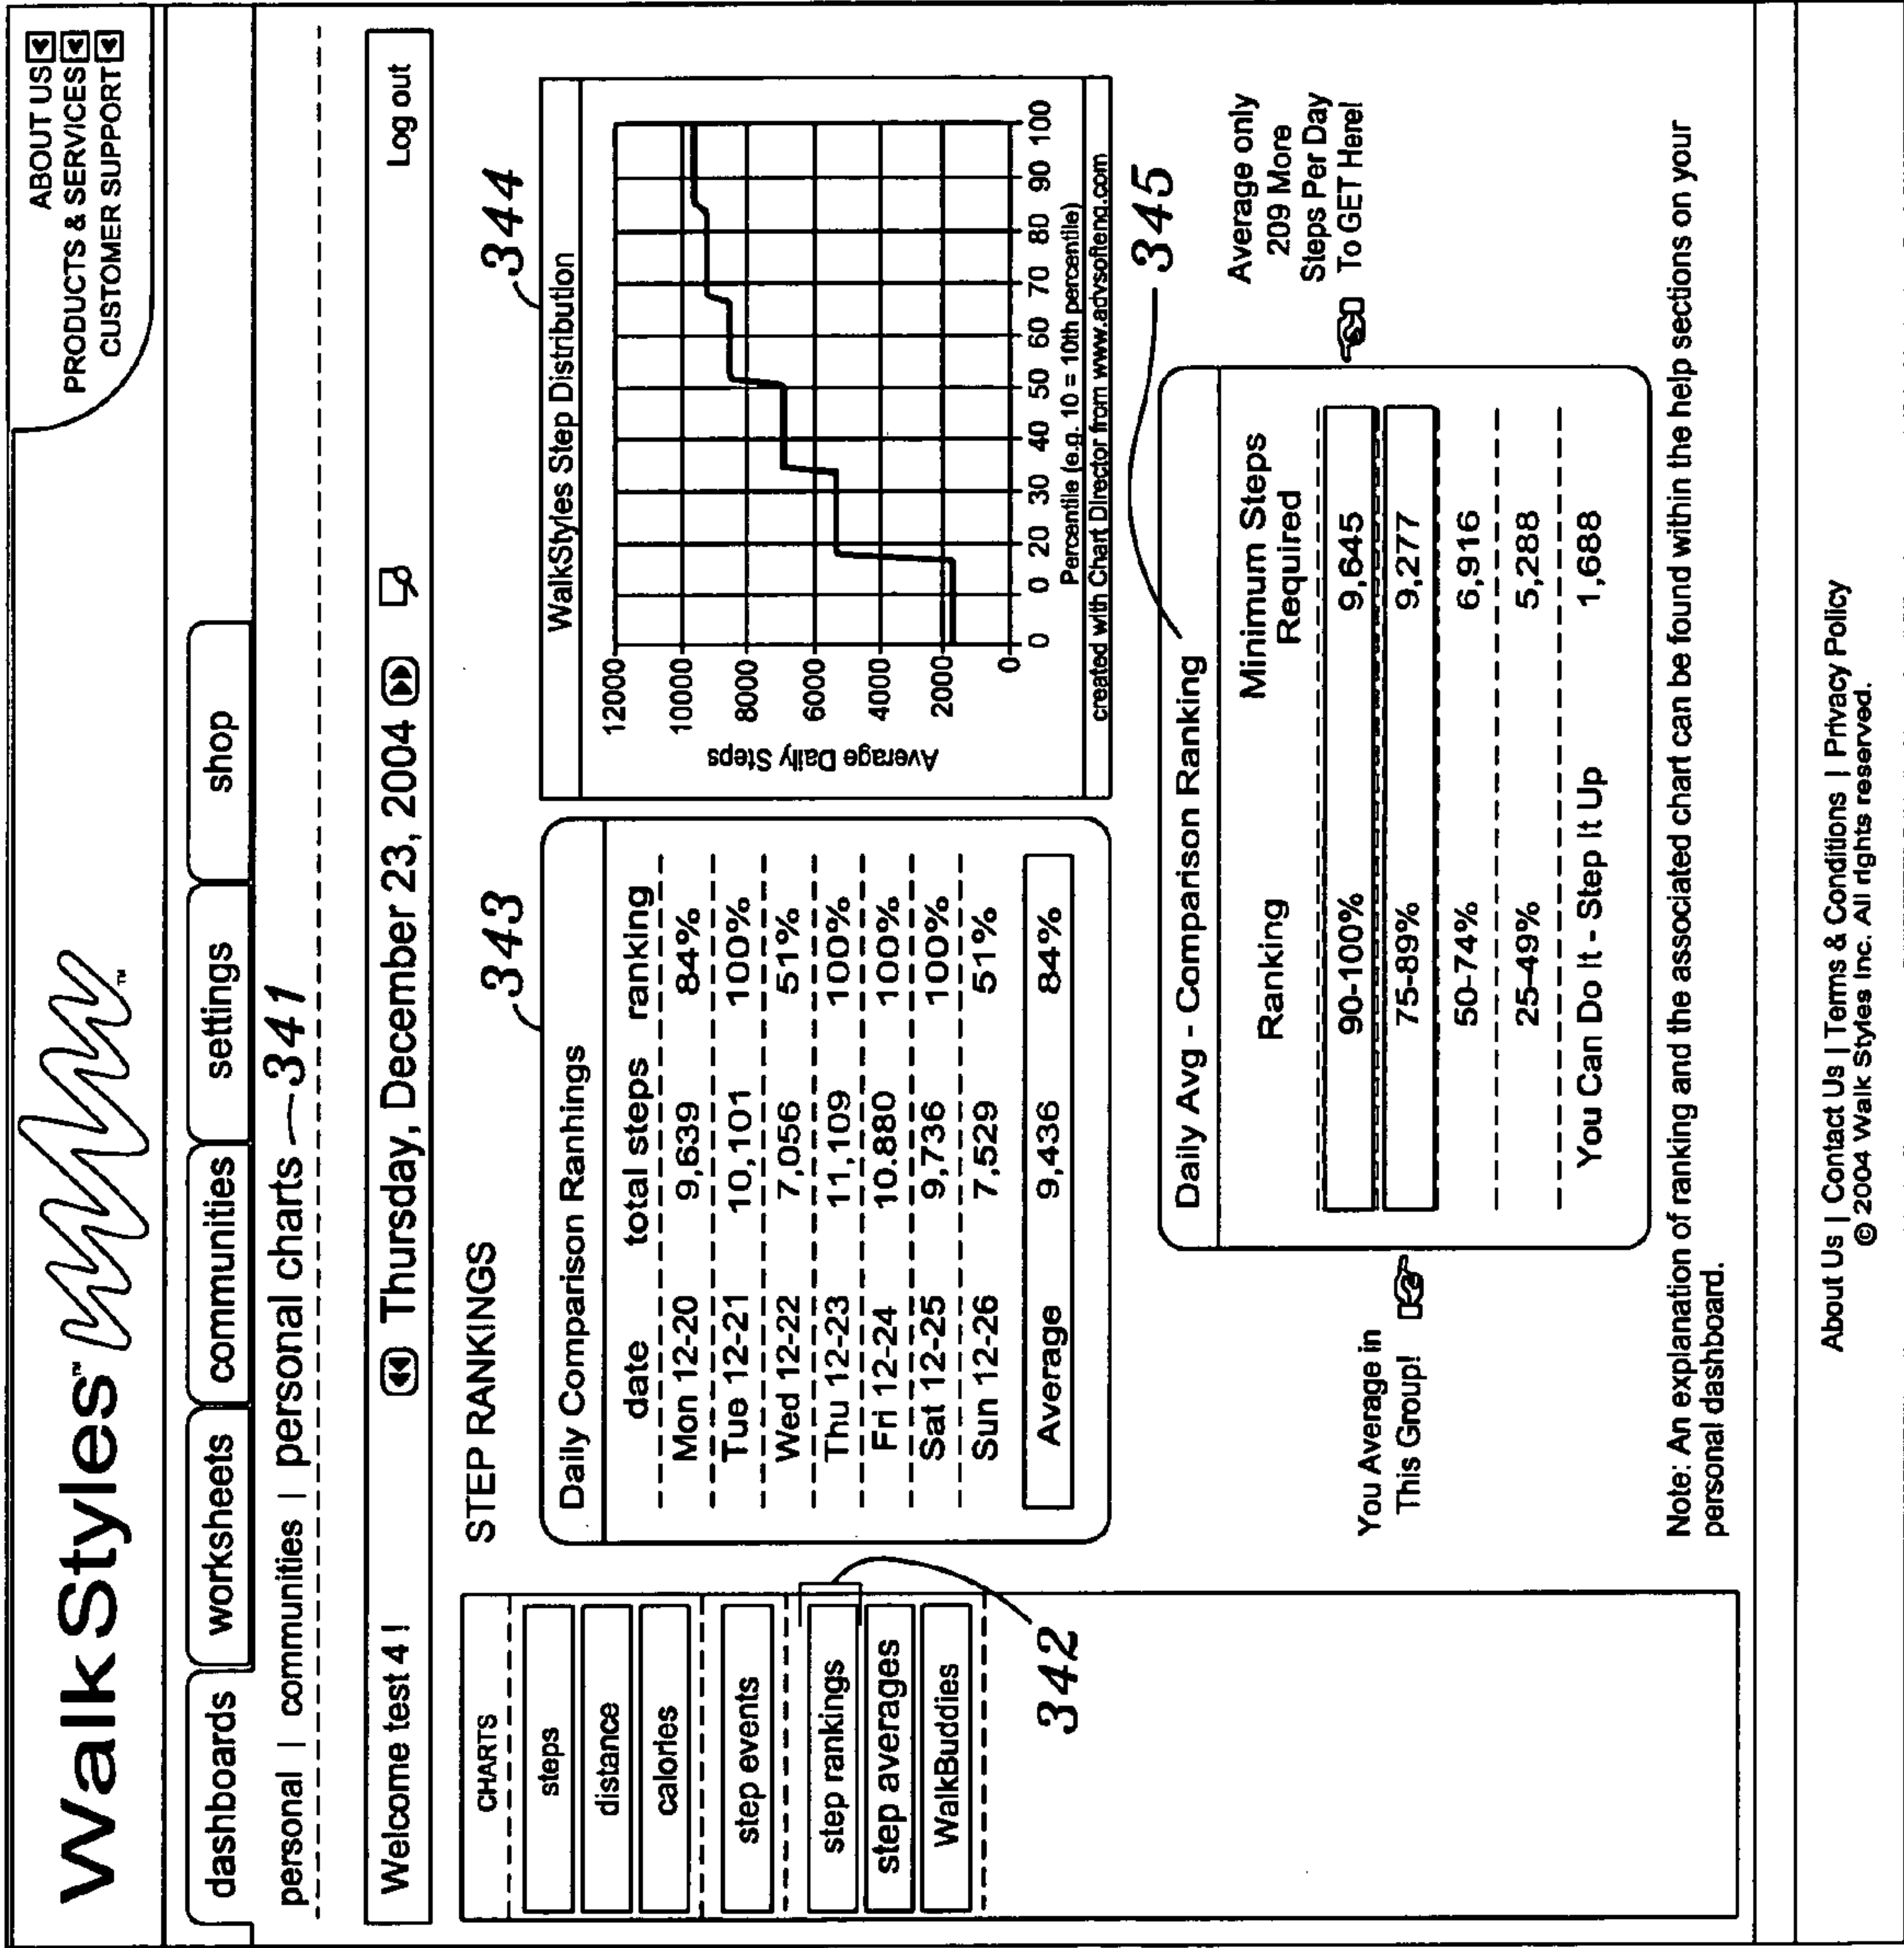 WalkStyles™
™
ABOUT US
PRODUCTS & SERVICES
CUSTOMER SUPPORT
dashboards worksheets communities settings shop
personal | communities | personal charts 341
Welcome test 4 ! Thursday, December 23, 2004 Log out
CHARTS
steps
distance
calories
step events
step rankings
step averages
WalkBuddies
342
STEP RANKINGS
343
Daily Comparison Ranhings
date total steps ranking
Mon 12-20 9,639 84%
Tue 12-21 10,101 100%
Wed 12-22 7,056 51%
Thu 12-23 11,109 100%
Fri 12-24 10.880 100%
Sat 12-25 9,736 100%
Sun 12-26 7,529 51%
Average 9,436 84%
344
WalkStyles Step Distribution
Average Daily Steps
12000
10000
8000
6000
4000
2000
0
0 0 20 30 40 50 60 70 80 90 100
Percentile (e.g. 10 = 10th percentile)
created with Chart Director from www.advsofteng.com
345
Daily Avg - Comparison Ranking
Ranking Minimum Steps
Required
90-100% 9,645
75-89% 9,277
50-74% 6,916
25-49% 5,288
You Can Do It - Step It Up 1,688
You Average in
This Group!
Average only
209 More
Steps Per Day
To GET Here!
Note: An explanation of ranking and the associated chart can be found within the help sections on your
personal dashboard.
About Us | Contact Us | Terms & Conditions | Privacy Policy
© 2004 Walk Styles Inc. All rights reserved.